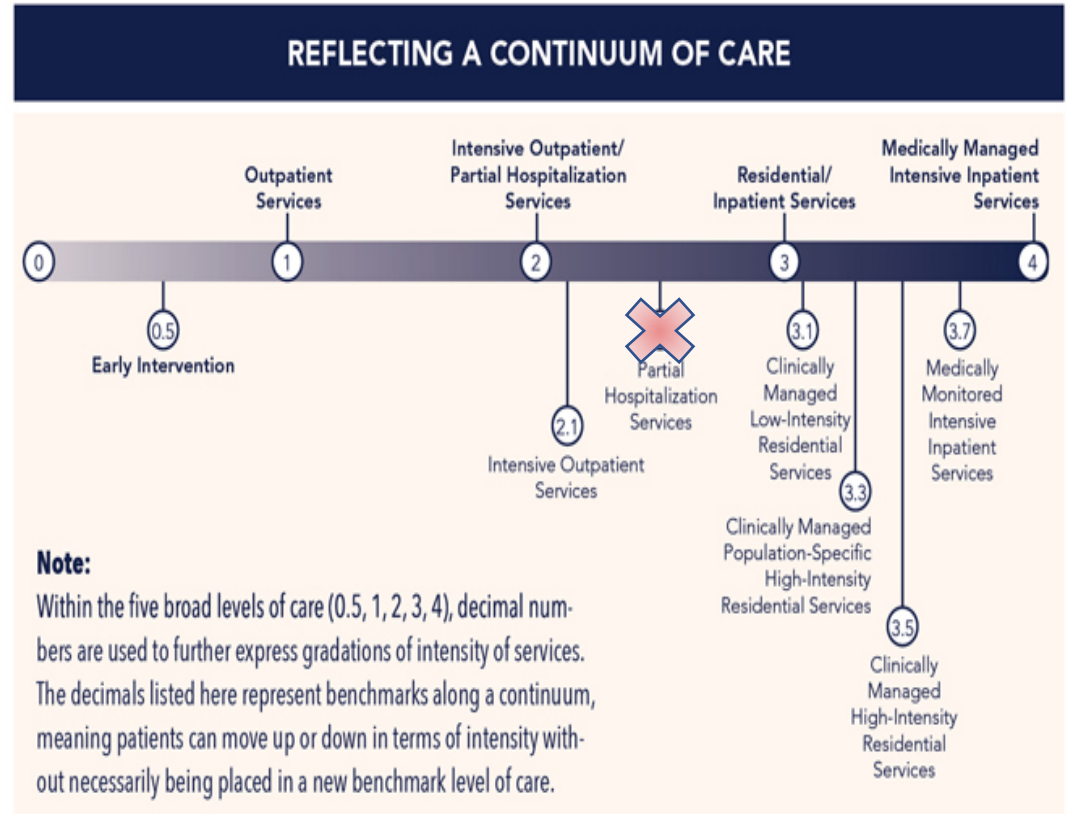 REFLECTING A CONTINUUM OF CARE
Outpatient
Services
Intensive Outpatient/
Partial Hospitalization
Services
Residential/
Inpatient Services
Medically Managed
Intensive Inpatient
Services
0
1
2
3
4
0.5
Early Intervention
2.1
Intensive Outpatient
Services
Partial
Hospitalization
Services
3.1
Clinically
Managed
Low-Intensity
Residential
Services
3.3
Clinically Managed
Population-Specific
High-Intensity
Residential Services
3.5
Clinically
Managed
High-Intensity
Residential
Services
3.7
Medically
Monitored
Intensive
Inpatient
Services
Note:
Within the five broad levels of care (0.5, 1, 2, 3, 4), decimal num-
bers are used to further express gradations of intensity of services.
The decimals listed here represent benchmarks along a continuum,
meaning patients can move up or down in terms of intensity with-
out necessarily being placed in a new benchmark level of care.